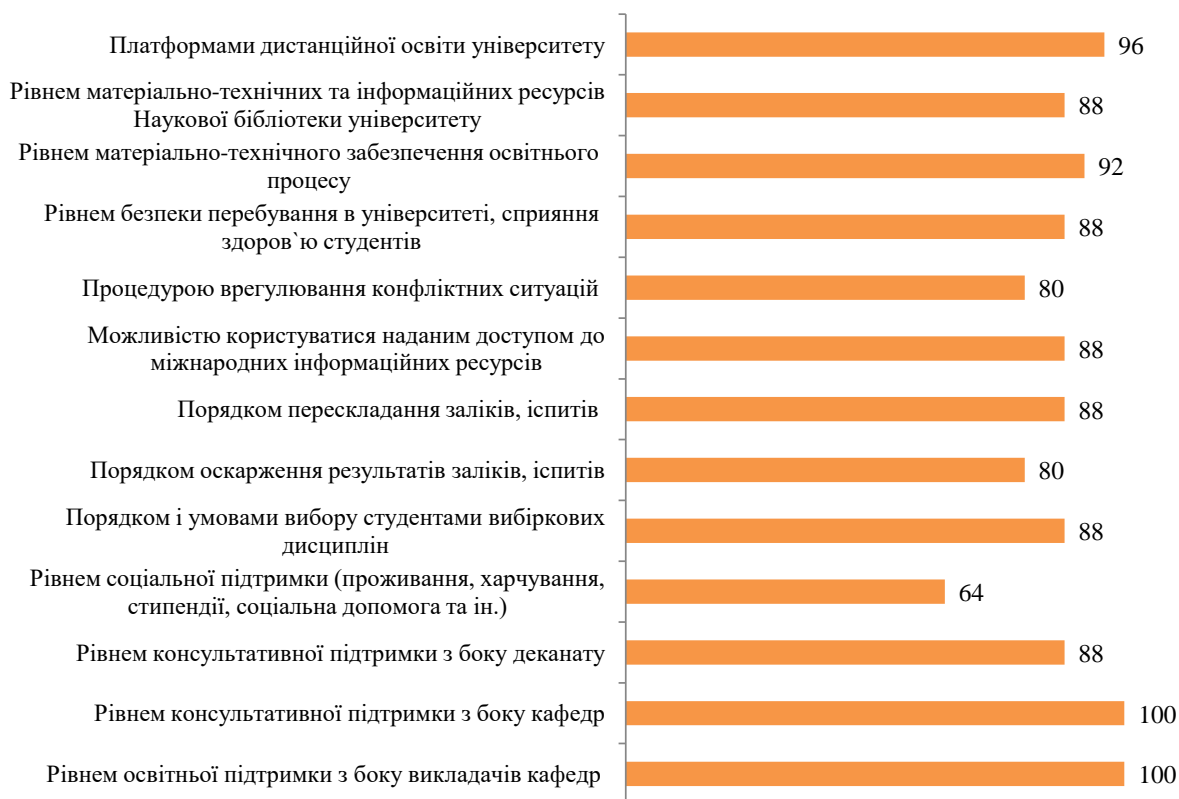 Платформами дистанційної освіти університету
96
Рівнем матеріально-технічних та інформаційних ресурсів
Наукової бібліотеки університету
88
Рівнем матеріально-технічного забезпечення освітнього
процесу
92
Рівнем безпеки перебування в університеті, сприяння
здоров`ю студентів
88
Процедурою врегулювання конфліктних ситуацій
80
Можливістю користуватися наданим доступом до
міжнародних інформаційних ресурсів
88
Порядком перескладання заліків, іспитів
88
Порядком оскарження результатів заліків, іспитів
80
Порядком і умовами вибору студентами вибіркових
дисциплін
88
Рівнем соціальної підтримки (проживання, харчування,
стипендії, соціальна допомога та ін.)
64
Рівнем консультативної підтримки з боку деканату
88
Рівнем консультативної підтримки з боку кафедр
100
Рівнем освітньої підтримки з боку викладачів кафедр
100